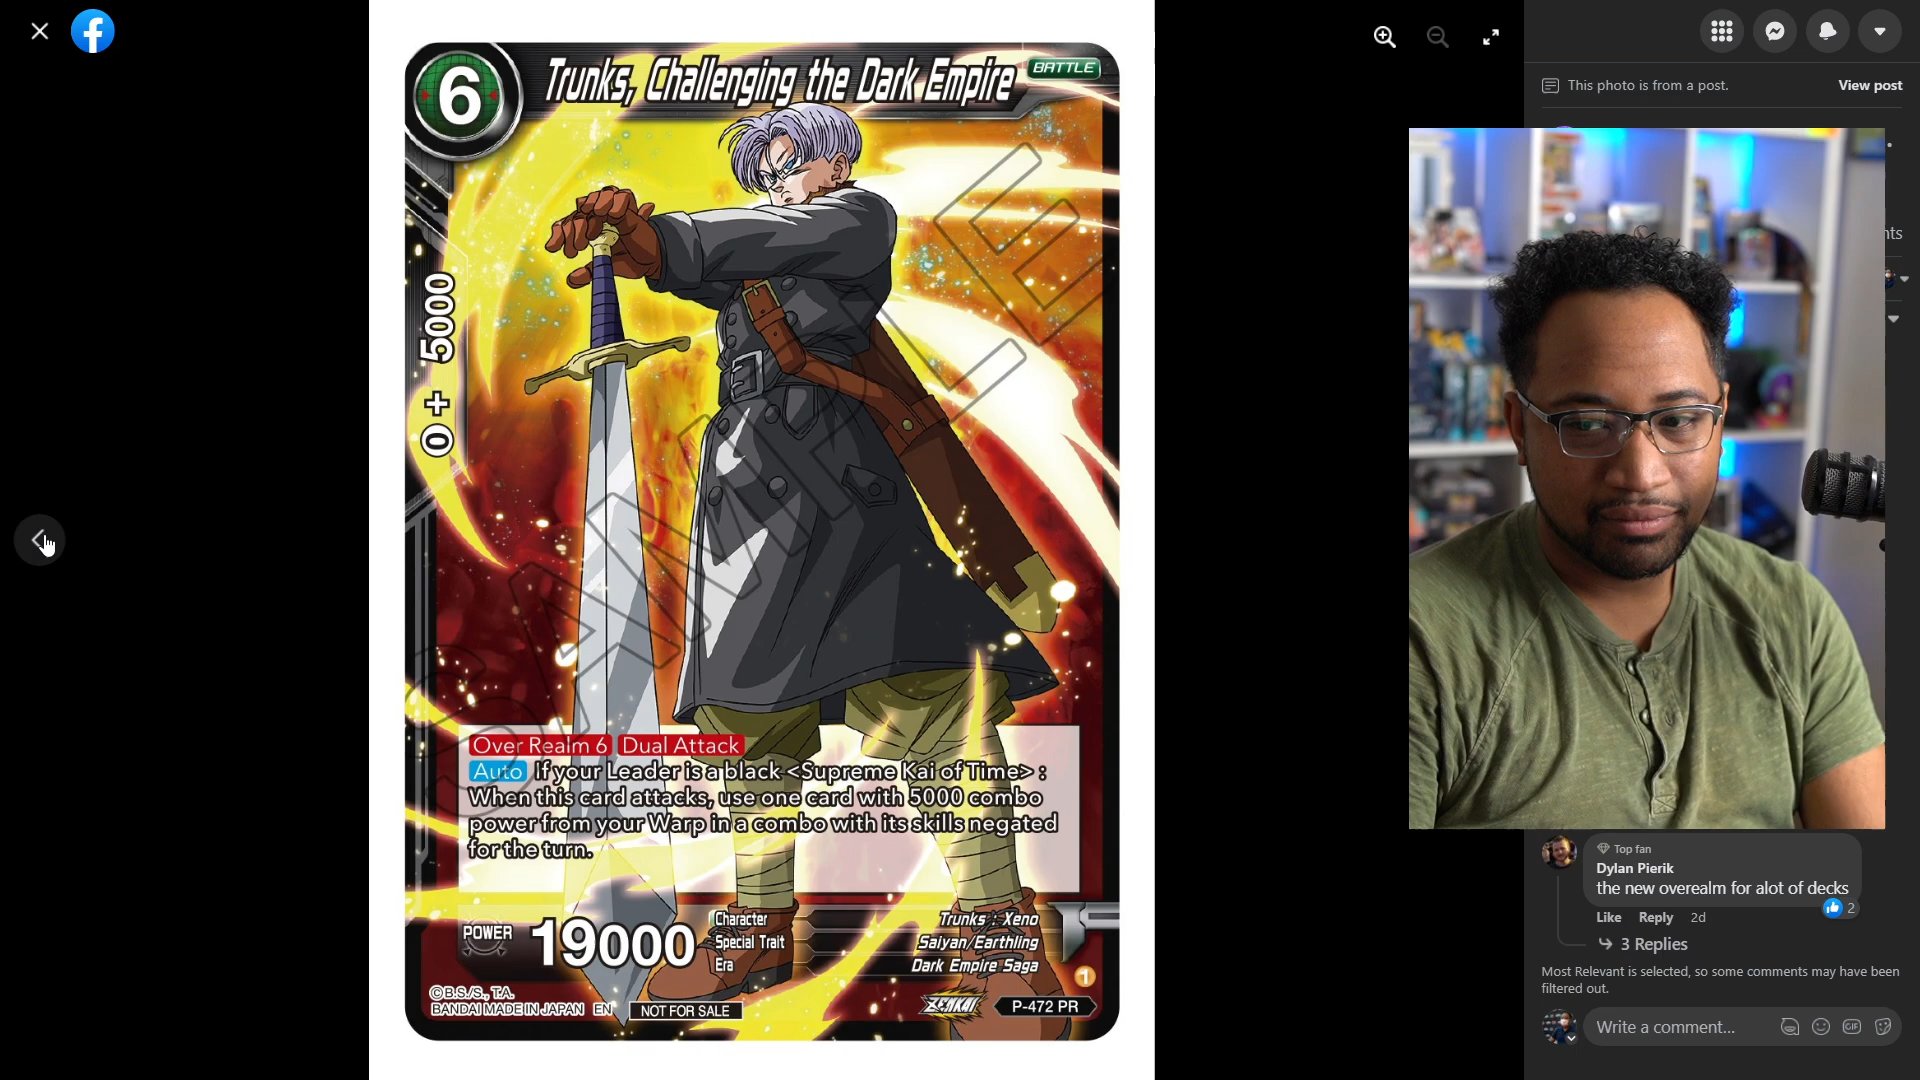 6
Trunks, Challenging the Dark Empire
BATTLE
0 + 5000
SAMPLE
Over Realm 6 Dual Attack
Auto If your Leader is a black <Supreme Kai of Time> :
When this card attacks, use one card with 5000 combo
power from your Warp in a combo with its skills negated
for the turn.
POWER 19000
Character Trunks : Xeno
Special Trait Saiyan/Earthling
Era Dark Empire Saga
1
©B.S./S., T.A.
BANDAI MADE IN JAPAN EN NOT FOR SALE
ZENKAI P-472 PR
This photo is from a post. View post
nts
Top fan
Dylan Pierik
the new overealm for alot of decks
2
Like Reply 2d
3 Replies
Most Relevant is selected, so some comments may have been
filtered out.
Write a comment...
GIF